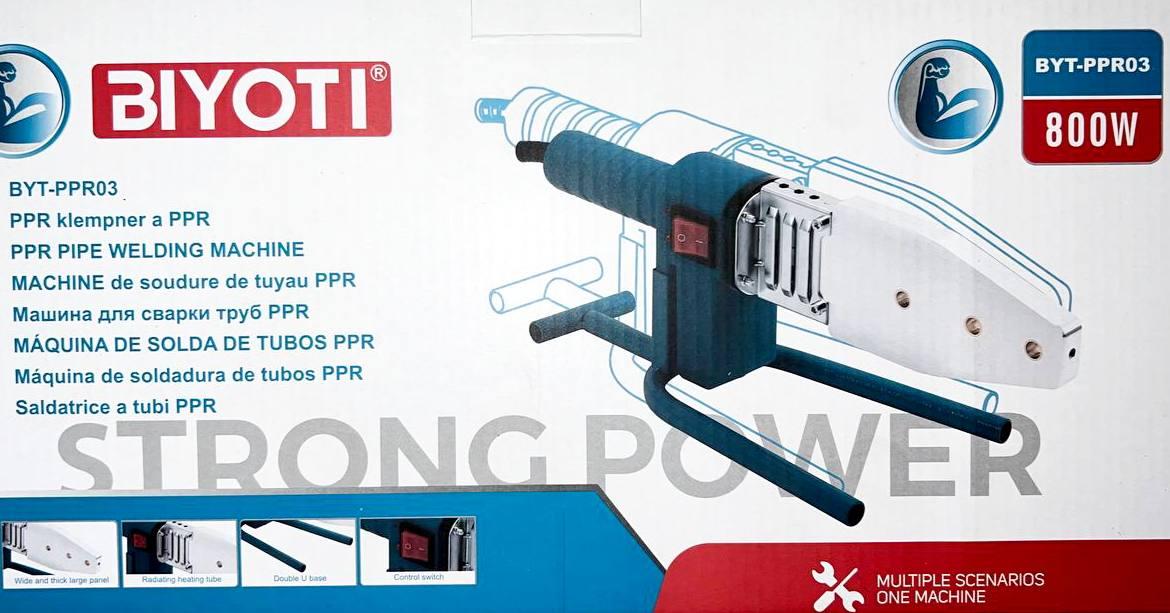 BIYOTI®
BYT-PPR03
800W
BYT-PPR03
PPR klempner a PPR
PPR PIPE WELDING MACHINE
MACHINE de soudure de tuyau PPR
Машина для сварки труб PPR
MÁQUINA DE SOLDA DE TUBOS PPR
Máquina de soldadura de tubos PPR
Saldatrice a tubi PPR
STRONG POWER
Wide and thick large panel
Radiating heating tube
Double U base
Control switch
MULTIPLE SCENARIOS
ONE MACHINE